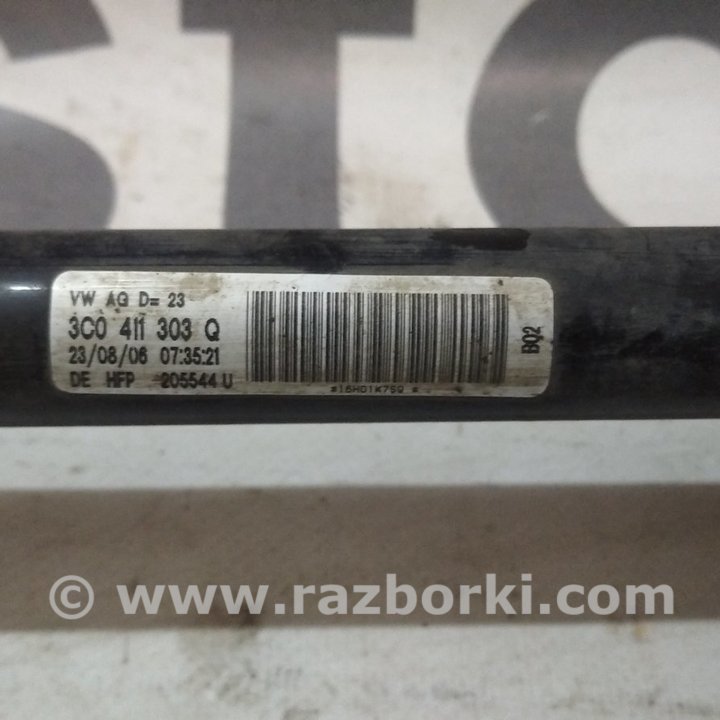 STO
VW AG D= 23
3C0 411 303 Q
23/08/06 07:35:21
DE HFP 205544 U
BQ2
© www.razborki.com